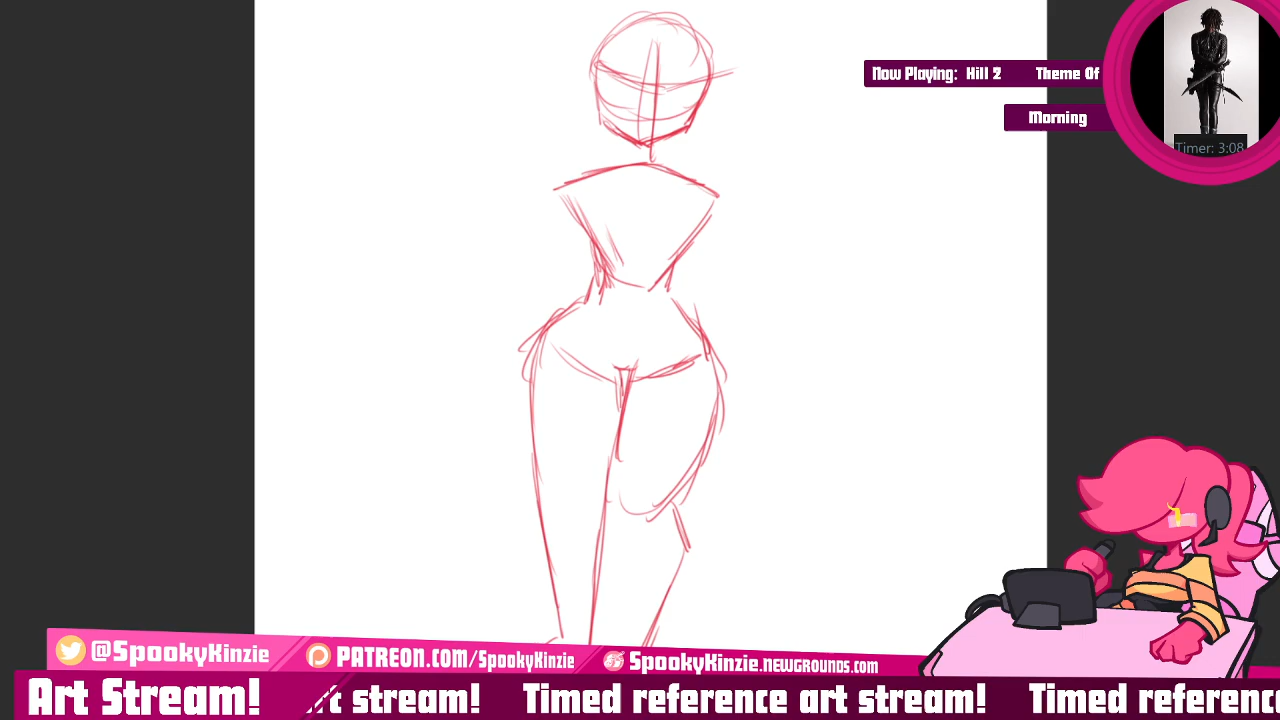 Now Playing: Hill 2 Theme Of
Morning
Timer: 3:08
@SpookyKinzie
PATREON.COM/SpookyKinzie
SpookyKinzie.NEWGROUNDS.com
Art Stream!
t stream! Timed reference art stream! Timed referenc